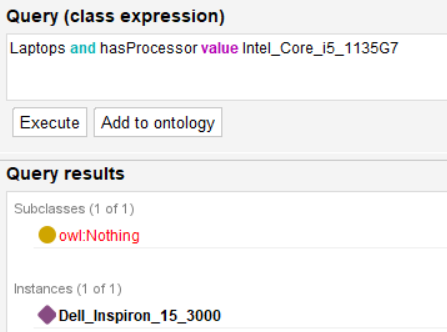 Query (class expression)
Laptops and hasProcessor value Intel_Core_i5_1135G7
Execute
Add to ontology
Query results
Subclasses (1 of 1)
owl:Nothing
Instances (1 of 1)
Dell_Inspiron_15_3000